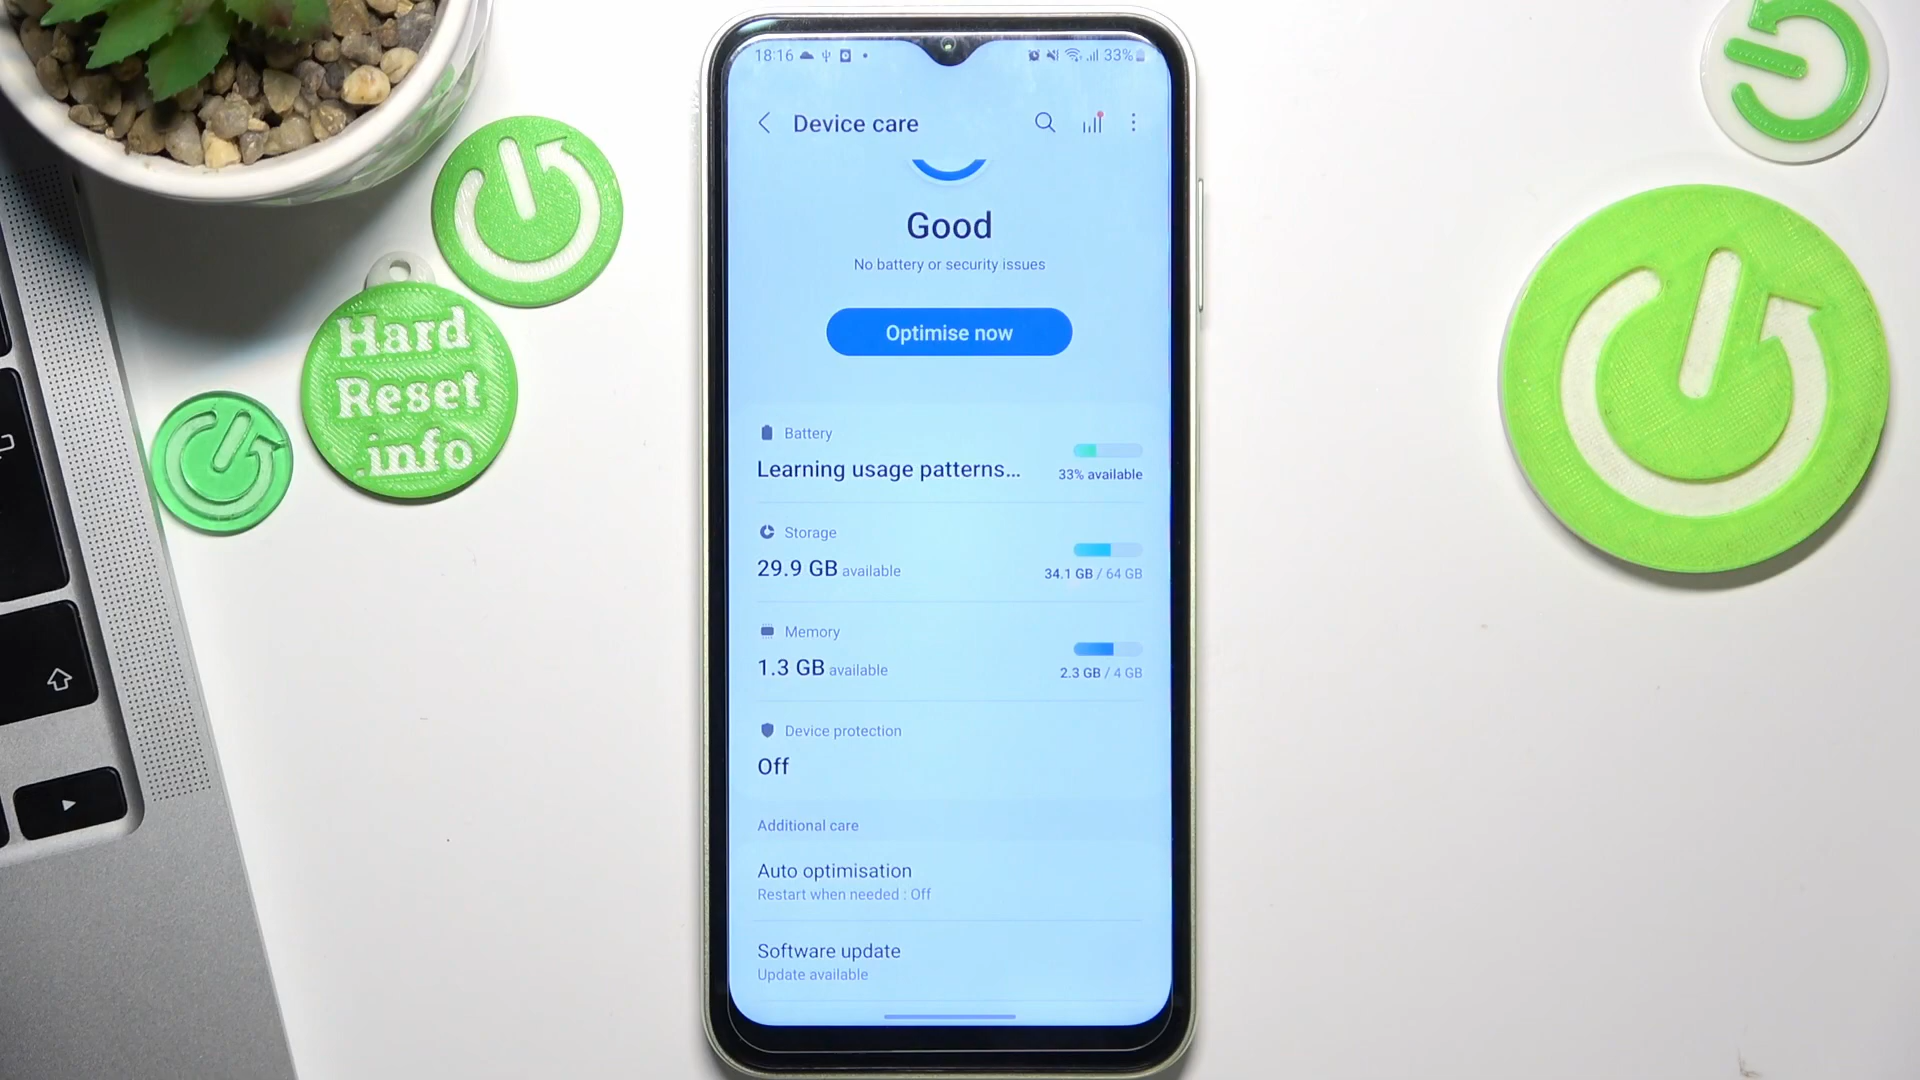 18:16
33%
Device care
Good
No battery or security issues
Optimise now
Battery
Learning usage patterns...
33% available
Storage
29.9 GB available
34.1 GB / 64 GB
Memory
1.3 GB available
2.3 GB / 4 GB
Device protection
Off
Additional care
Auto optimisation
Restart when needed : Off
Software update
Update available
Hard
Reset
.info